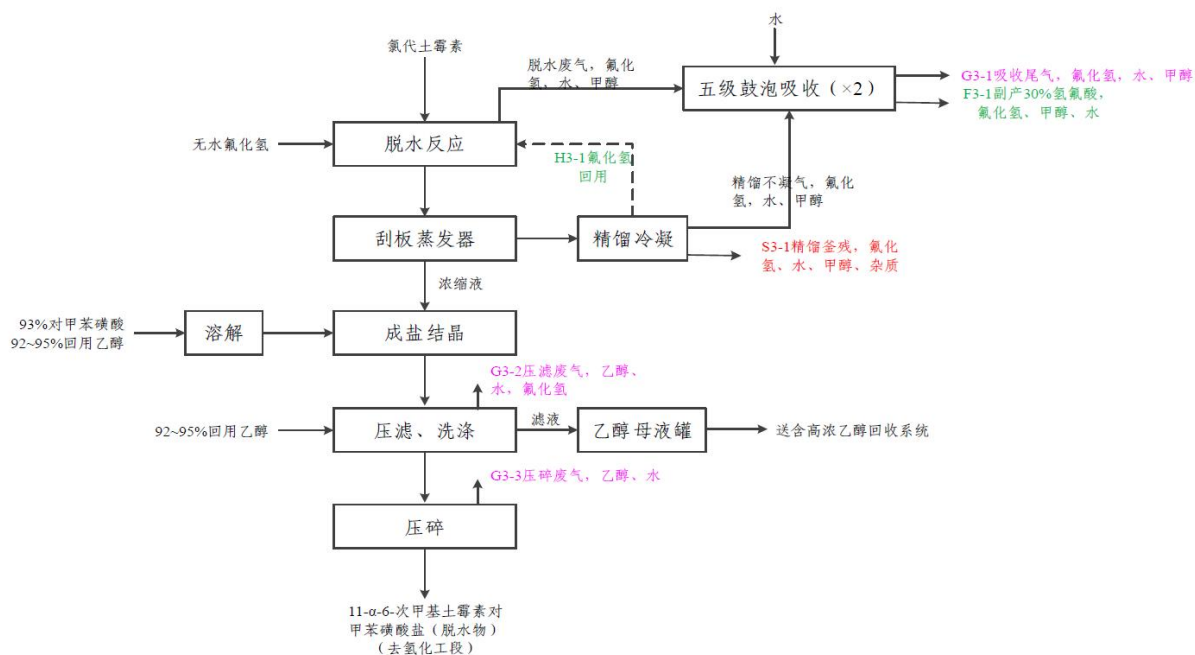 水
氯代土霉素
脱水废气，氟化
氢、水、甲醇
五级鼓泡吸收（×2）
G3-1吸收尾气，氟化氢，水、甲醇
F3-1副产30%氢氟酸，
氟化氢、甲醇、水
无水氟化氢
脱水反应
H3-1氟化氢
回用
精馏不凝气，氟化
氢，水、甲醇
刮板蒸发器
精馏冷凝
S3-1精馏釜残，氟化
氢、水、甲醇、杂质
浓缩液
93%对甲苯磺酸
92~95%回用乙醇
溶解
成盐结晶
G3-2压滤废气，乙醇、
水，氟化氢
92~95%回用乙醇
压滤、洗涤
滤液
乙醇母液罐
送含高浓乙醇回收系统
G3-3压碎废气，乙醇、水
压碎
11-α-6-次甲基土霉素对
甲苯磺酸盐（脱水物）
（去氢化工段）